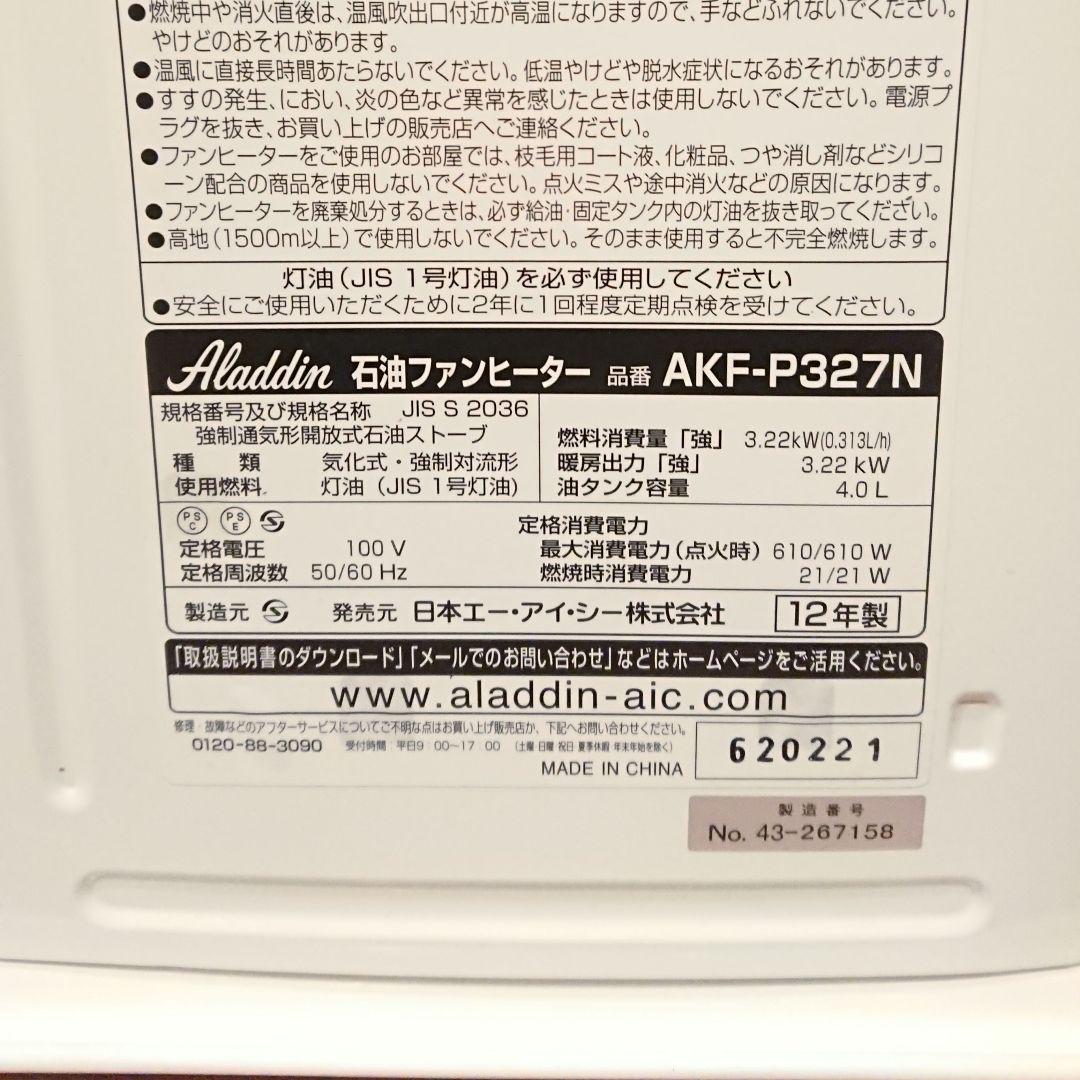 ●燃焼中や消火直後は、温風吹出口付近が高温になりますので、手などふれないでください。
やけどのおそれがあります。
●温風に直接長時間あたらないでください。低温やけどや脱水症状になるおそれがあります。
●すすの発生、におい、炎の色など異常を感じたときは使用しないでください。電源プ
ラグを抜き、お買い上げの販売店へご連絡ください。
●ファンヒーターをご使用のお部屋では、枝毛用コート液、化粧品、つや消し剤などシリコ
ーン配合の商品を使用しないでください。点火ミスや途中消火などの原因になります。
●ファンヒーターを廃棄処分するときは、必ず給油・固定タンク内の灯油を抜き取ってください。
●高地(1500m以上)で使用しないでください。そのまま使用すると不完全燃焼します。
灯油(JIS 1号灯油)を必ず使用してください
●安全にご使用いただくために2年に1回程度定期点検を受けてください。
Aladdin 石油ファンヒーター 品番 AKF-P327N
規格番号及び規格名称 JIS S 2036
強制通気形開放式石油ストーブ
種 類 気化式・強制対流形
使用燃料 灯油(JIS 1号灯油)
燃料消費量「強」 3.22kW(0.313L/h)
暖房出力「強」 3.22 kW
油タンク容量 4.0 L
PS C PS E
定格電圧 100 V
定格周波数 50/60 Hz
定格消費電力
最大消費電力(点火時) 610/610 W
燃焼時消費電力 21/21 W
製造元 発売元 日本エー・アイ・シー株式会社 12年製
「取扱説明書のダウンロード」「メールでのお問い合わせ」などはホームページをご活用ください。
www.aladdin-aic.com
修理・故障などのアフターサービスについてご不明な点はお買い上げ販売店か、下記へお問い合わせください。
0120-88-3090 受付時間:平日9:00〜17:00 (土曜・日曜・祝日・夏季休暇・年末年始を除く)
MADE IN CHINA
620221
製造番号
No. 43-267158